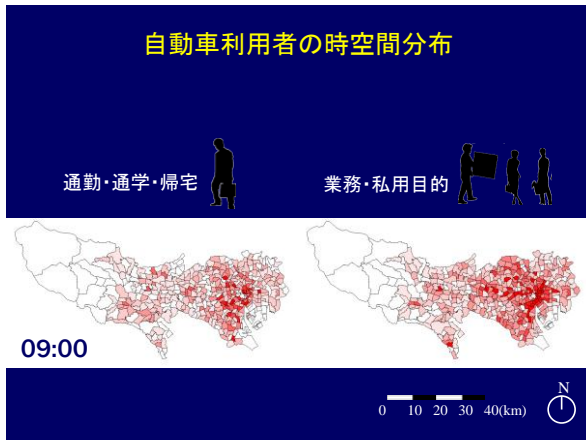 自動車利用者の時空間分布
通勤・通学・帰宅
業務・私用目的
09:00
N
0 10 20 30 40(km)